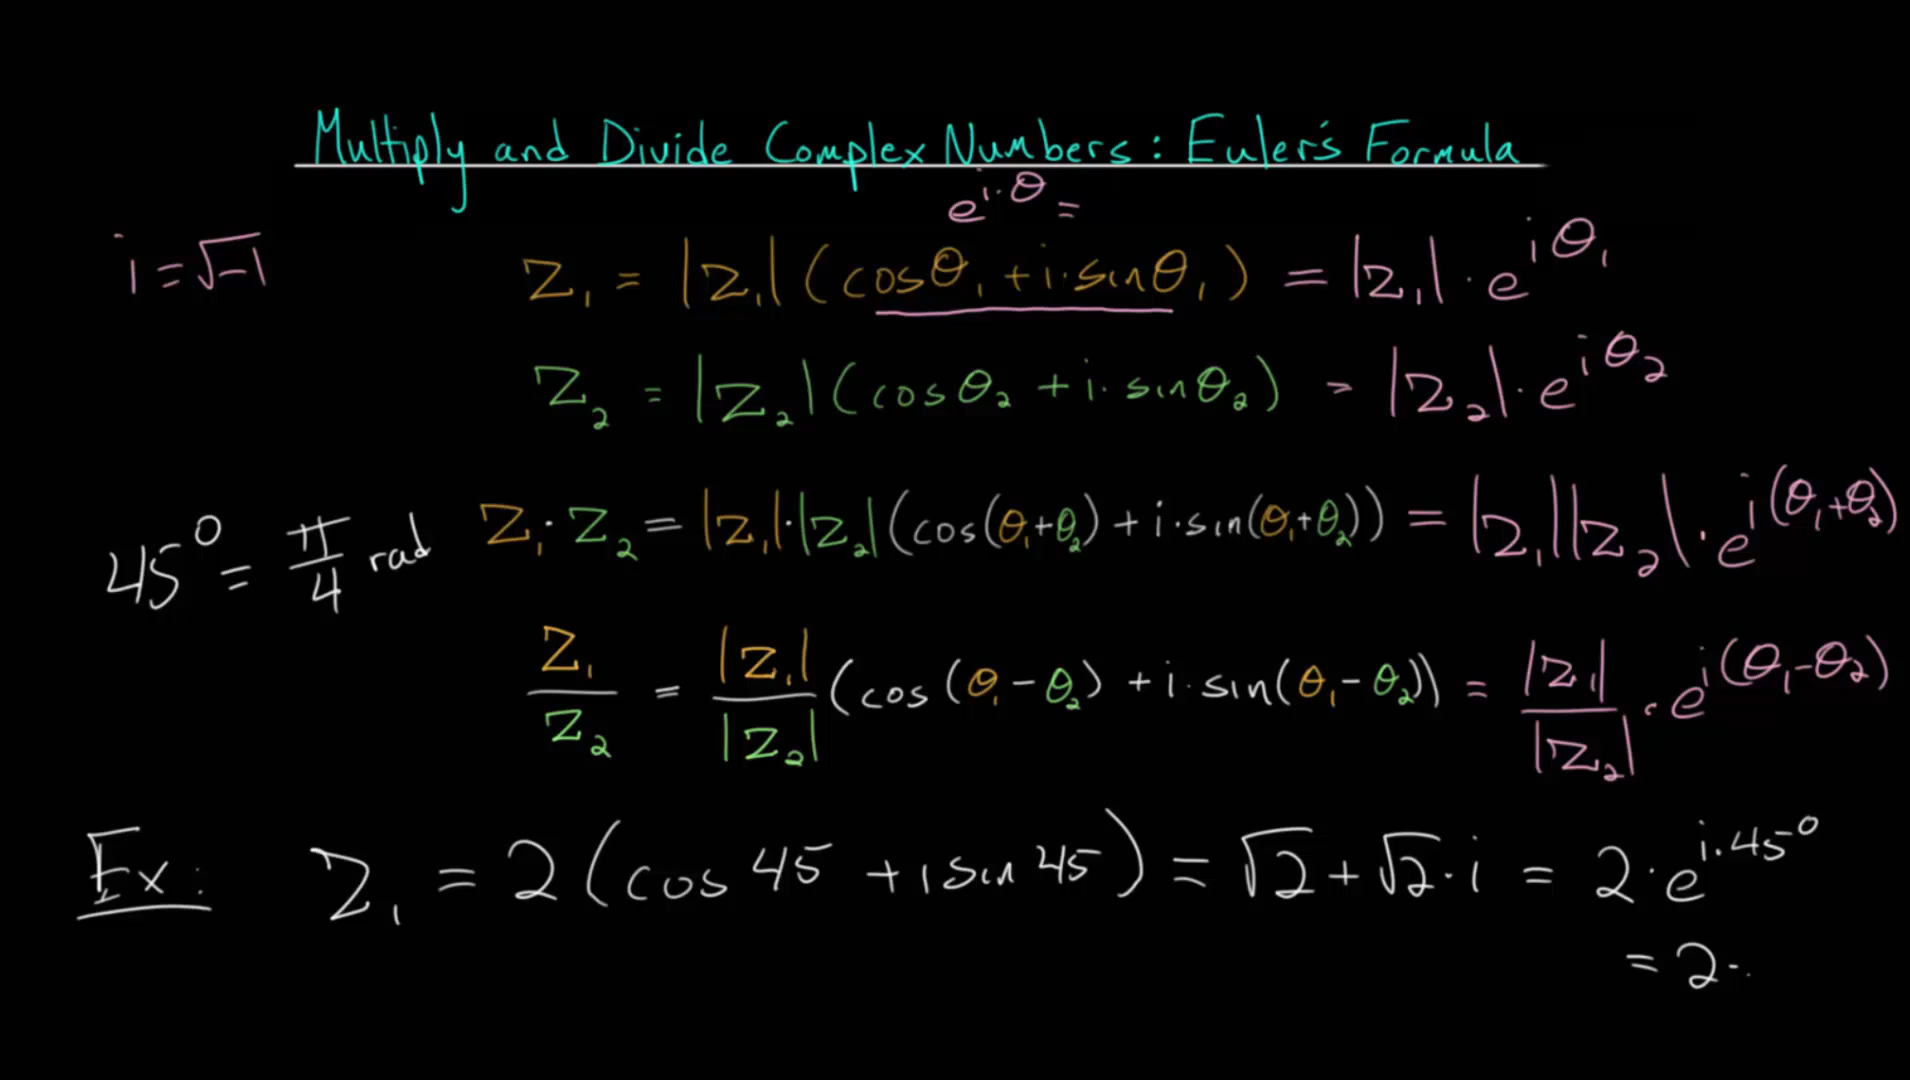 Multiply and Divide Complex Numbers: Euler's Formula
e^{i·θ} =
i = √-1
z₁ = |z₁| (cosθ₁ + i·sinθ₁) = |z₁| · e^{iθ₁}
z₂ = |z₂| (cosθ₂ + i·sinθ₂) = |z₂| · e^{iθ₂}
45° = π/4 rad
z₁·z₂ = |z₁|·|z₂| (cos(θ₁+θ₂) + i·sin(θ₁+θ₂)) = |z₁||z₂| · e^{i(θ₁+θ₂)}
z₁/z₂ = |z₁|/|z₂| (cos(θ₁-θ₂) + i·sin(θ₁-θ₂)) = |z₁|/|z₂| · e^{i(θ₁-θ₂)}
Ex: z₁ = 2 (cos 45 + i sin 45) = √2 + √2·i = 2·e^{i·45°}
= 2·